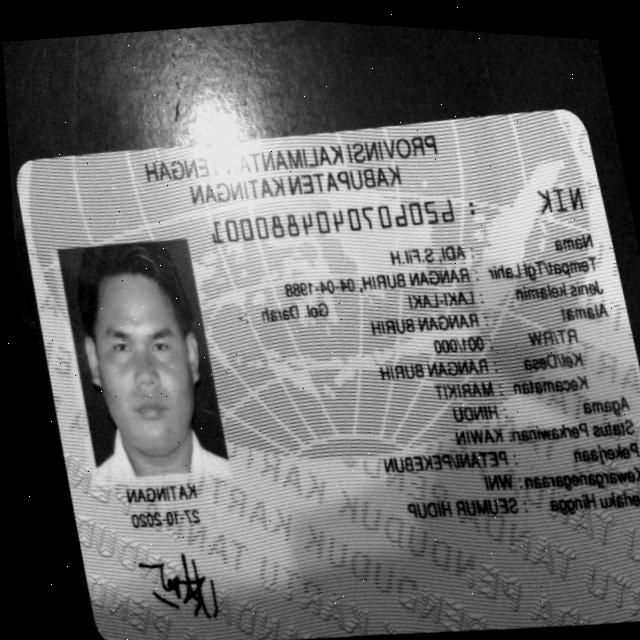 PROVINSI KALIMANTAN TENGAH
KABUPATEN KATINGAN
NIK : 6206070404880001
Nama : ADI, S.FIL.H
Tempat/Tgl Lahir : RANGAN BURIH, 04-04-1988
Jenis kelamin : LAKI-LAKI Gol Darah : -
Alamat : RANGAN BURIH
RT/RW : 001/000
Kel/Desa : RANGAN BURIH
Kecamatan : MARIKIT
Agama : HINDU
Status Perkawinan: KAWIN
Pekerjaan : PETANI/PEKEBUN
Kewarganegaraan: WNI
Berlaku Hingga : SEUMUR HIDUP
KATINGAN
27-10-2020